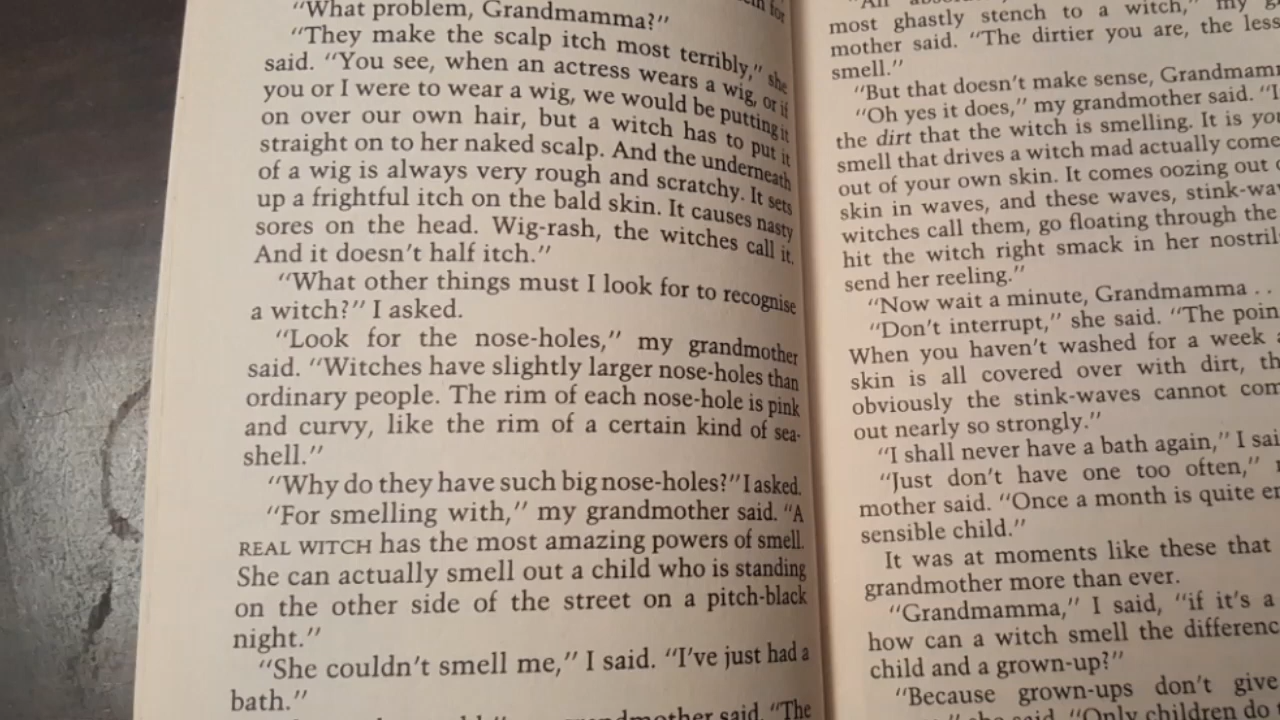 "What problem, Grandmamma?"
"They make the scalp itch most terribly," she
said. "You see, when an actress wears a wig, or if
you or I were to wear a wig, we would be putting it
on over our own hair, but a witch has to put it
straight on to her naked scalp. And the underneath
of a wig is always very rough and scratchy. It sets
up a frightful itch on the bald skin. It causes nasty
sores on the head. Wig-rash, the witches call it.
And it doesn't half itch."
"What other things must I look for to recognise
a witch?" I asked.
"Look for the nose-holes," my grandmother
said. "Witches have slightly larger nose-holes than
ordinary people. The rim of each nose-hole is pink
and curvy, like the rim of a certain kind of sea-
shell."
"Why do they have such big nose-holes?" I asked.
"For smelling with," my grandmother said. "A
REAL WITCH has the most amazing powers of smell.
She can actually smell out a child who is standing
on the other side of the street on a pitch-black
night."
"She couldn't smell me," I said. "I've just had a
bath."
said. "The
most ghastly stench to a witch," my
mother said. "The dirtier you are, the less
smell."
"But that doesn't make sense,
"Oh yes it does," my grandmother said.
the dirt that the witch is smelling. It is
smell that drives a witch mad actually
out of your own skin. It comes oozing out
skin in waves, and these waves,
witches call them, go floating through the
hit the witch right smack in her
send her reeling."
"Now wait a minute, Grandmamma . .
"Don't interrupt," she said. "The
When you haven't washed for a week
skin is all covered over with dirt,
obviously the stink-waves cannot
out nearly so strongly."
"I shall never have a bath again," I
"Just don't have one too often,"
mother said. "Once a month is quite
sensible child."
It was at moments like these that
grandmother more than ever.
"Grandmamma," I said, "if it's a
how can a witch smell the
child and a grown-up?"
"Because grown-ups don't give
she said. "Only children do